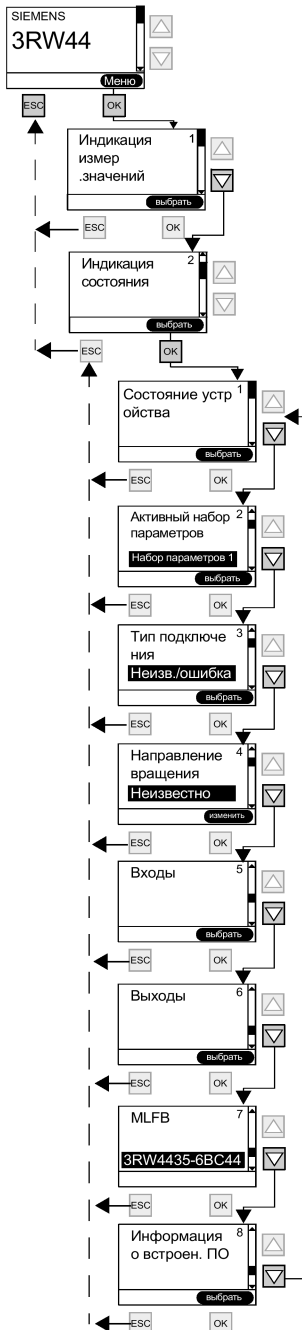 SIEMENS
3RW44
Меню
ESC
OK
Индикация
измер
.значений
1
выбрать
ESC
OK
Индикация
состояния
2
выбрать
ESC
OK
Состояние устр
ойства
1
выбрать
ESC
OK
Активный набор
параметров
2
Набор параметров 1
выбрать
ESC
OK
Тип подключе
ния
3
Неизв./ошибка
выбрать
ESC
OK
Направление
вращения
4
Неизвестно
изменить
ESC
OK
Входы
5
выбрать
ESC
OK
Выходы
6
выбрать
ESC
OK
MLFB
7
3RW4435-6BC44
ESC
OK
Информация
о встроен. ПО
8
выбрать
ESC
OK